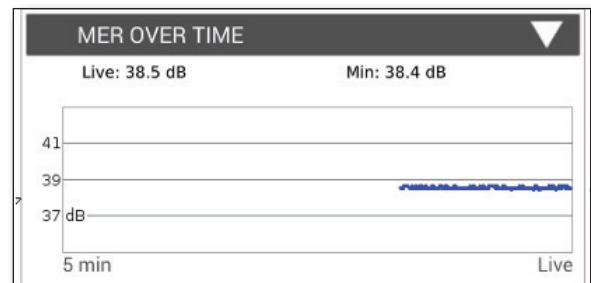 MER OVER TIME
Live: 38.5 dB Min: 38.4 dB
41
39
37 dB
5 min Live